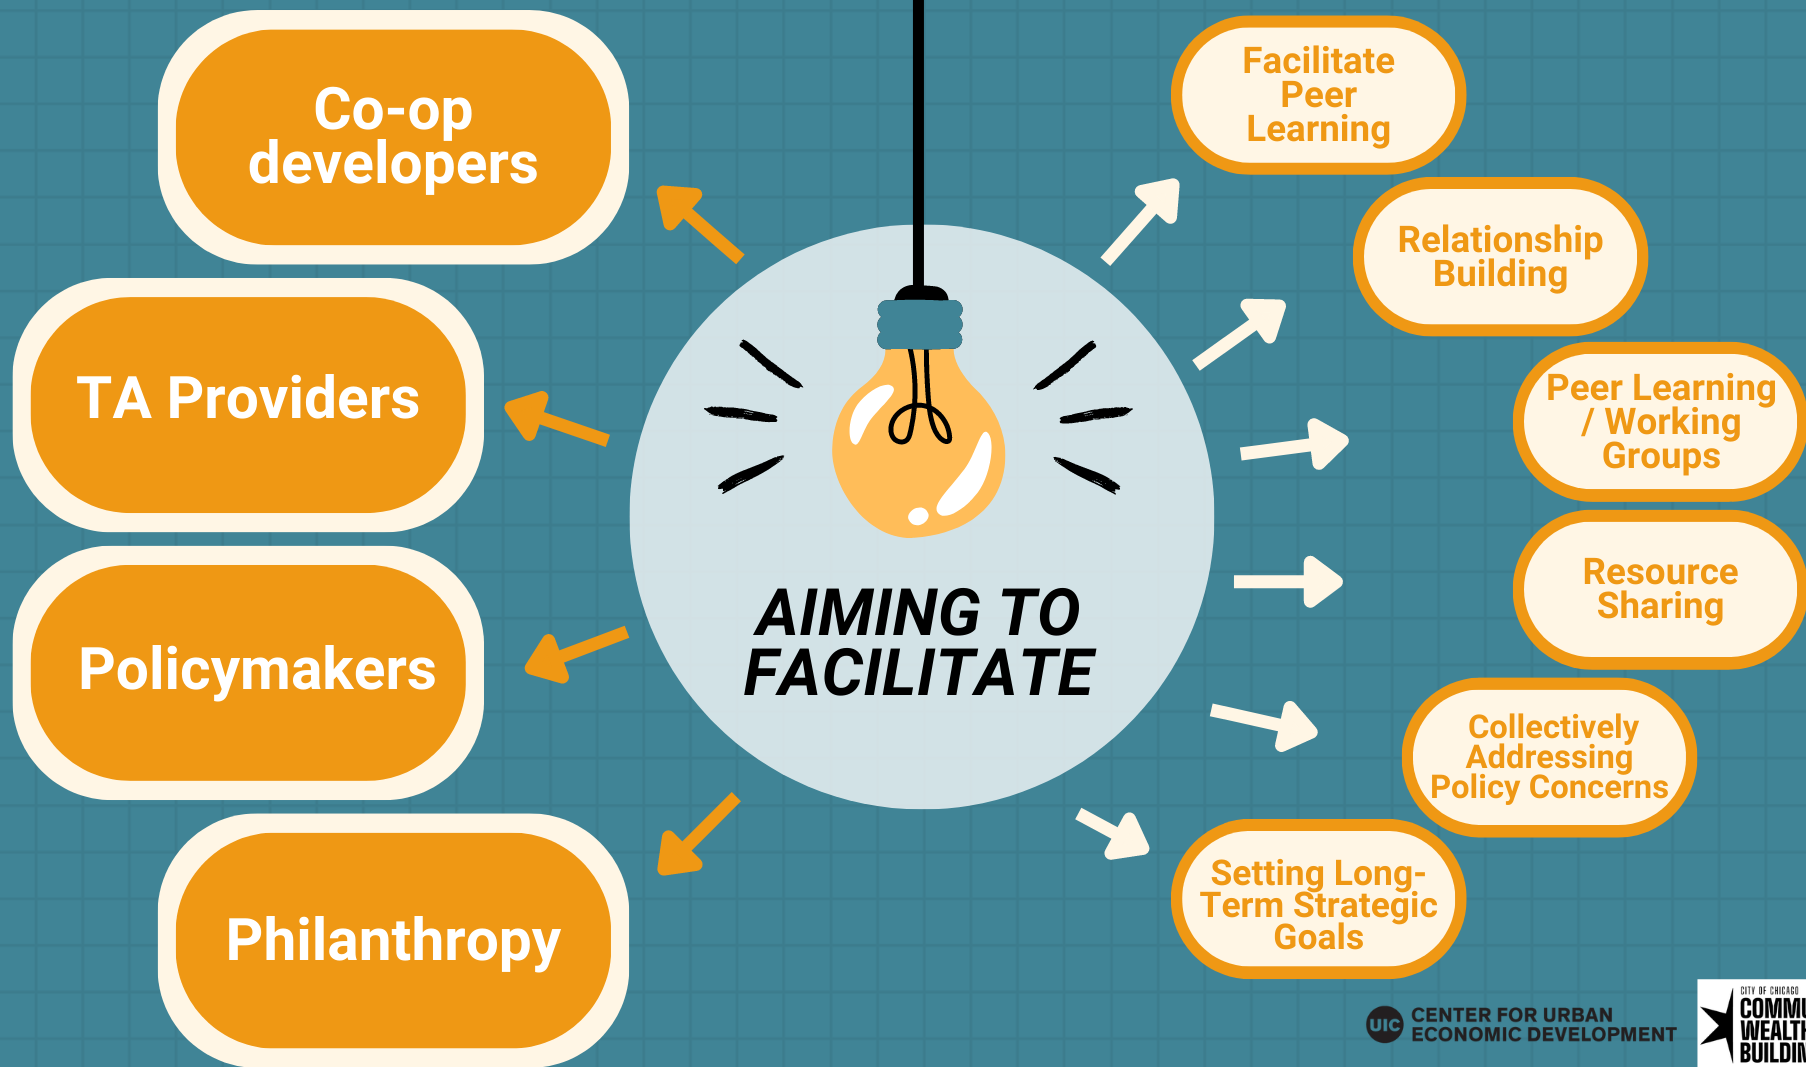 Co-op
developers
TA Providers
Policymakers
Philanthropy
AIMING TO
FACILITATE
Facilitate
Peer
Learning
Relationship
Building
Peer Learning
/ Working
Groups
Resource
Sharing
Collectively
Addressing
Policy Concerns
Setting Long-
Term Strategic
Goals
UIC
CENTER FOR URBAN
ECONOMIC DEVELOPMENT
CITY OF CHICAGO